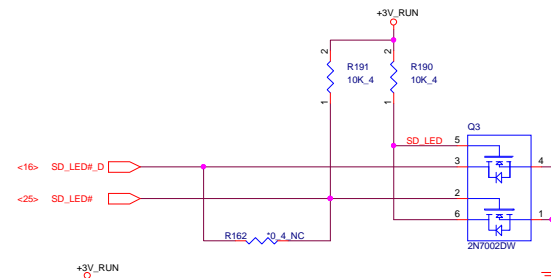 +3V_RUN
2
2
R191
10K_4
R190
10K_4
1
1
Q3
SD_LED
5
<16> SD_LED#_D
3
4
<25> SD_LED#
2
6
1
R162
*0_4_NC
2N7002DW
+3V_RUN